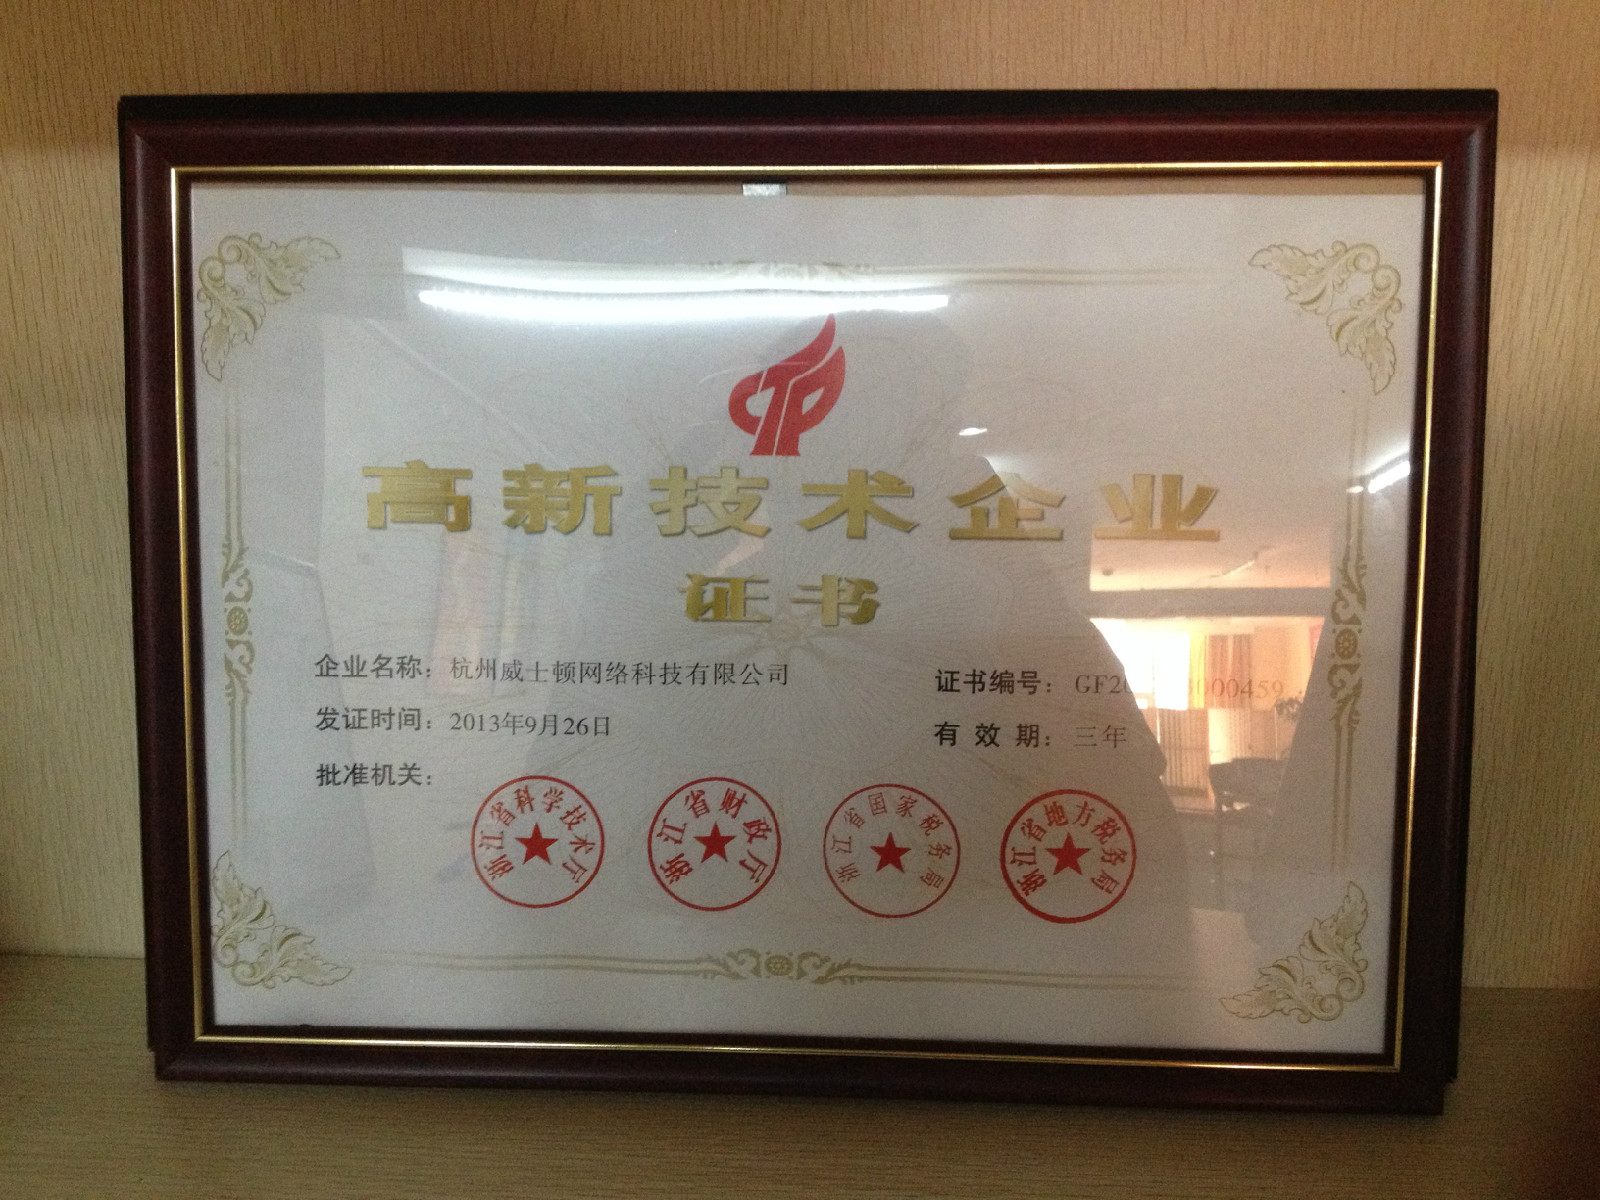 高新技术企业
证书
企业名称：杭州威士顿网络科技有限公司
证书编号：
发证时间：2013年9月26日
有效期：三年
批准机关：
浙江省科学技术厅
浙江省财政厅
浙江省国家税务局
浙江省地方税务局